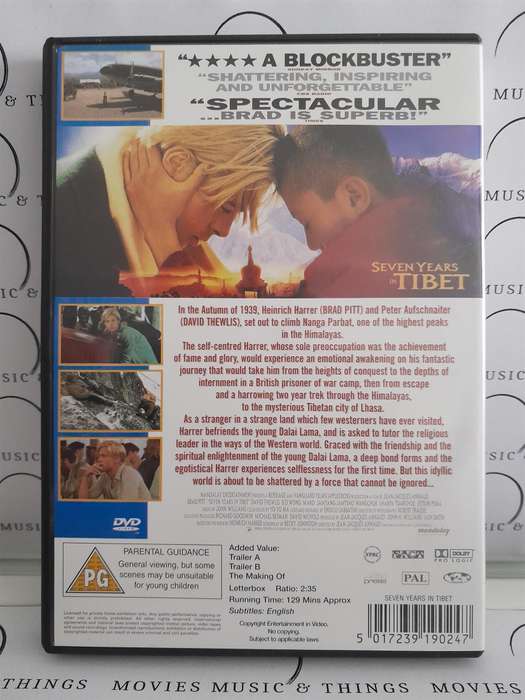 "★★★★ A BLOCKBUSTER"
SUNDAY MIRROR
"SHATTERING, INSPIRING
AND UNFORGETTABLE"
"SPECTACULAR
...BRAD IS SUPERB!"
TIMES
SEVEN YEARS
IN TIBET
In the Autumn of 1939, Heinrich Harrer (BRAD PITT) and Peter Aufschnaiter
(DAVID THEWLIS), set out to climb Nanga Parbat, one of the highest peaks
in the Himalayas.
The self-centred Harrer, whose sole preoccupation was the achievement
of fame and glory, would experience an emotional awakening on his fantastic
journey that would take him from the heights of conquest to the depths of
internment in a British prisoner of war camp, then from escape
and a harrowing two year trek through the Himalayas,
to the mysterious Tibetan city of Lhasa.
As a stranger in a strange land which few westerners have ever visited,
Harrer befriends the young Dalai Lama, and is asked to tutor the religious
leader in the ways of the Western world. Graced with the friendship and the
spiritual enlightenment of the young Dalai Lama, a deep bond forms and the
egotistical Harrer experiences selflessness for the first time. But this idyllic
world is about to be shattered by a force that cannot be ignored...
DVD
VIDEO
mandalay
PARENTAL GUIDANCE
General viewing, but some
scenes may be unsuitable
for young children
PG
Added Value:
Trailer A
Trailer B
The Making Of
Letterbox Ratio: 2:35
Running Time: 129 Mins Approx
Subtitles: English
Copyright Entertainment in Video.
No copying.
Subject to applicable laws
DOLBY
PRO LOGIC
PAL
SEVEN YEARS IN TIBET
5 017239 190247
MOVIES MUSIC & THINGS